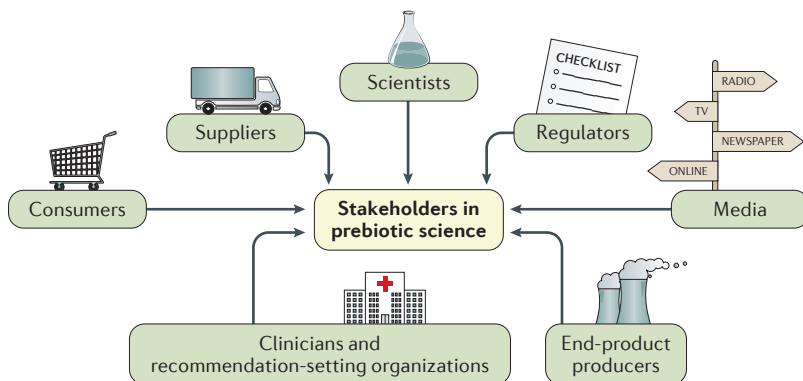 CHECKLIST
RADIO
TV
NEWSPAPER
ONLINE
Scientists
Suppliers
Regulators
Consumers
Stakeholders in
prebiotic science
Media
Clinicians and
recommendation-setting organizations
End-product
producers